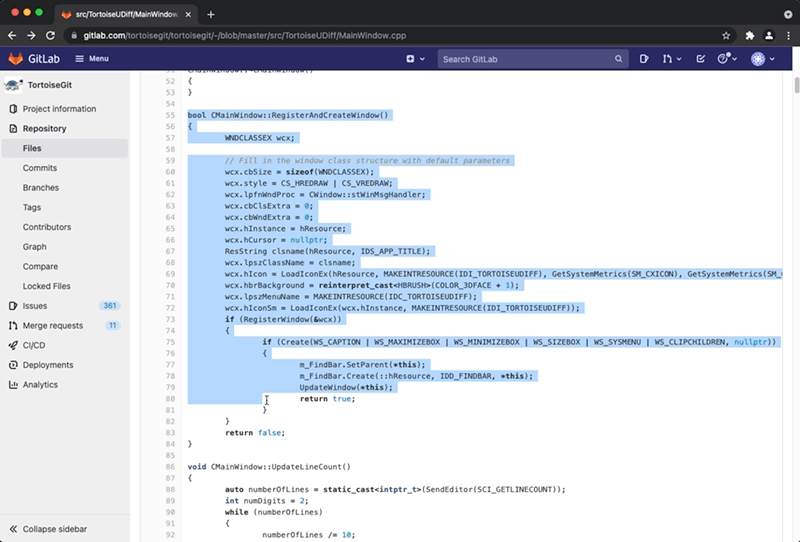 src/TortoiseUDiff/MainWindow.
gitlab.com/tortoisegit/tortoisegit/-/blob/master/src/TortoiseUDiff/MainWindow.cpp
GitLab
Menu
Search GitLab
TortoiseGit
Project information
Repository
Files
Commits
Branches
Tags
Contributors
Graph
Compare
Locked Files
Issues 361
Merge requests 11
CI/CD
Deployments
Analytics
Collapse sidebar
52 {
53 }
54
55 bool CMainWindow::RegisterAndCreateWindow()
56 {
57 WNDCLASSEX wcx;
58
59 // Fill in the window class structure with default parameters
60 wcx.cbSize = sizeof(WNDCLASSEX);
61 wcx.style = CS_HREDRAW | CS_VREDRAW;
62 wcx.lpfnWndProc = CWindow::stWinMsgHandler;
63 wcx.cbClsExtra = 0;
64 wcx.cbWndExtra = 0;
65 wcx.hInstance = hResource;
66 wcx.hCursor = nullptr;
67 ResString clsname(hResource, IDS_APP_TITLE);
68 wcx.lpszClassName = clsname;
69 wcx.hIcon = LoadIconEx(hResource, MAKEINTRESOURCE(IDI_TORTOISEUDIFF), GetSystemMetrics(SM_CXICON), GetSystemMetrics(SM_
70 wcx.hbrBackground = reinterpret_cast<HBRUSH>(COLOR_3DFACE + 1);
71 wcx.lpszMenuName = MAKEINTRESOURCE(IDC_TORTOISEUDIFF);
72 wcx.hIconSm = LoadIconEx(wcx.hInstance, MAKEINTRESOURCE(IDI_TORTOISEUDIFF));
73 if (RegisterWindow(&wcx))
74 {
75 if (Create(WS_CAPTION | WS_MAXIMIZEBOX | WS_MINIMIZEBOX | WS_SIZEBOX | WS_SYSMENU | WS_CLIPCHILDREN, nullptr))
76 {
77 m_FindBar.SetParent(*this);
78 m_FindBar.Create(::hResource, IDD_FINDBAR, *this);
79 UpdateWindow(*this);
80 return true;
81 }
82 }
83 return false;
84 }
85
86 void CMainWindow::UpdateLineCount()
87 {
88 auto numberOfLines = static_cast<intptr_t>(SendEditor(SCI_GETLINECOUNT));
89 int numDigits = 2;
90 while (numberOfLines)
91 {
92 numberOfLines /= 10;